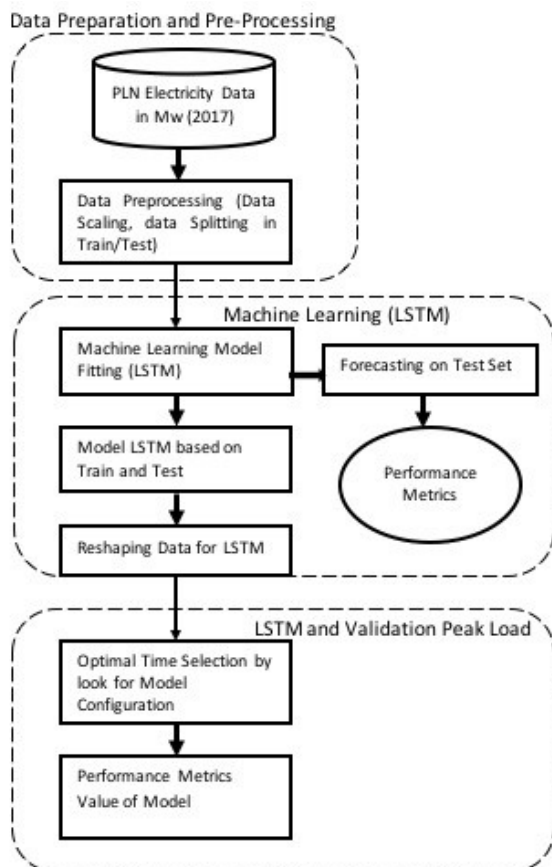 Data Preparation and Pre-Processing
PLN Electricity Data
in Mw (2017)
Data Preprocessing (Data
Scaling, data Splitting in
Train/Test)
Machine Learning (LSTM)
Machine Learning Model
Fitting (LSTM)
Forecasting on Test Set
Model LSTM based on
Train and Test
Performance
Metrics
Reshaping Data for LSTM
LSTM and Validation Peak Load
Optimal Time Selection by
look for Model
Configuration
Performance Metrics
Value of Model